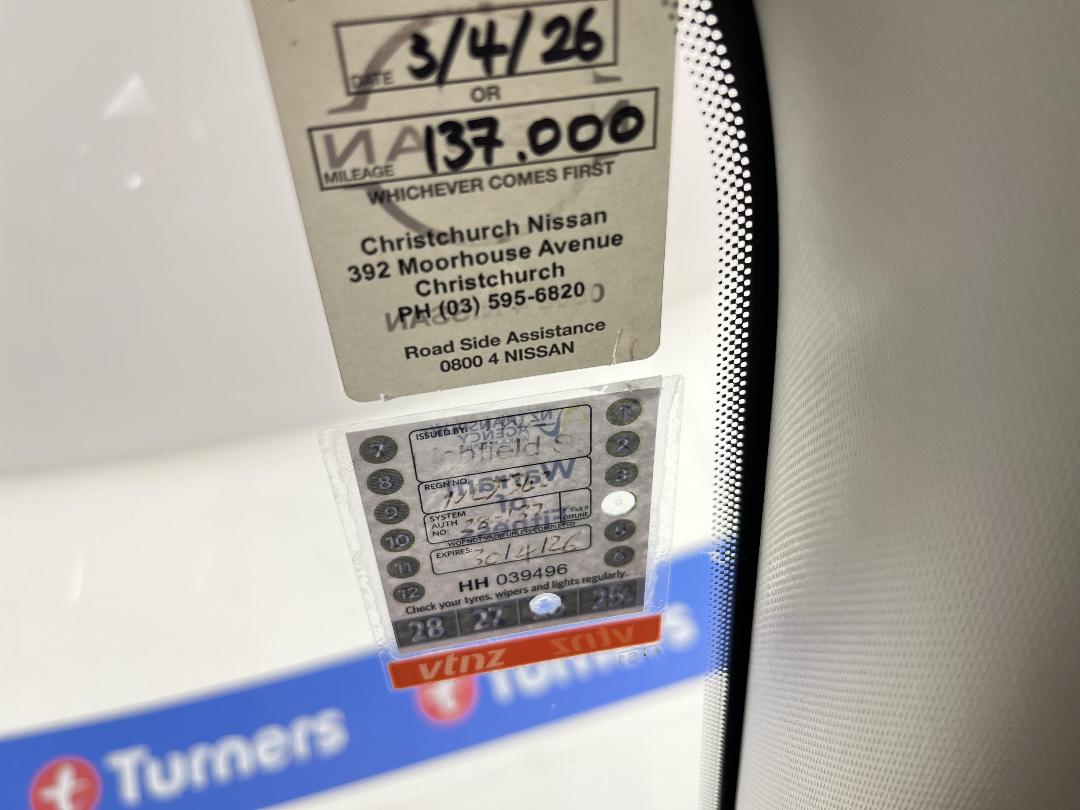 DATE 3/4/26
OR
MILEAGE 137.000
WHICHEVER COMES FIRST
Christchurch Nissan
392 Moorhouse Avenue
Christchurch
PH (03) 595-6820
Road Side Assistance
0800 4 NISSAN
ISSUED BY:
REGN NO:
SYSTEM
AUTH
NO:
EXPIRES: 30/4/26
HH 039496
Check your tyres, wipers and lights regularly.
7
8
9
10
11
12
1
2
3
5
6
28 27 25
vtnz
Turners